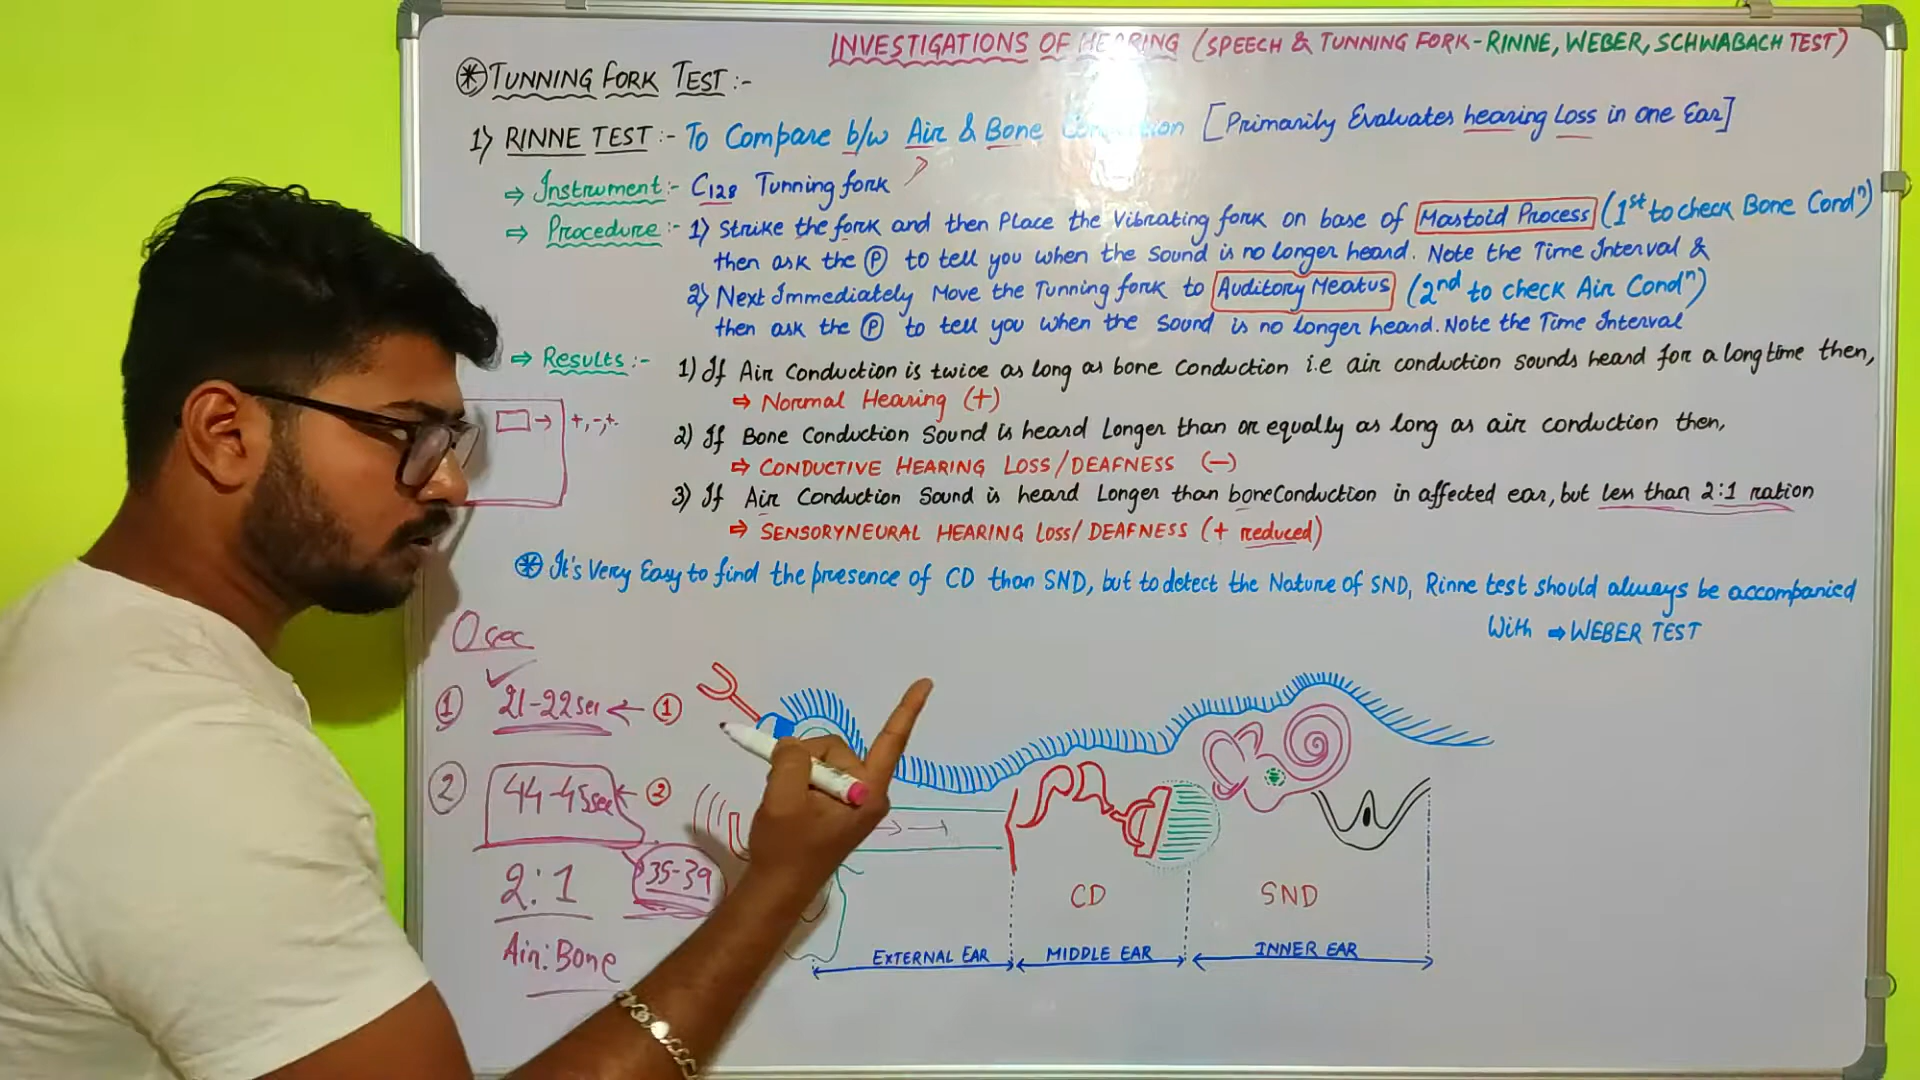 INVESTIGATIONS OF HEARING (SPEECH & TUNNING FORK - RINNE, WEBER, SCHWABACH TEST)
TUNNING FORK TEST :-
1) RINNE TEST :- To Compare b/w Air & Bone [Primarily Evaluates hearing Loss in one Ear]
⇒ Instrument :- C128 Tunning fork
⇒ Procedure :- 1) Strike the fork and then Place the Vibrating fork on base of Mastoid Process (1st to check Bone Condn)
then ask the P to tell you when the Sound is no longer heard. Note the Time Interval &
2) Next Immediately Move the Tunning fork to Auditory Meatus (2nd to check Air Condn)
then ask the P to tell you when the Sound is no longer heard. Note the Time Interval
⇒ Results :- 1) If Air Conduction is twice as long as bone Conduction i.e air conduction sounds heard for a long time then,
⇒ Normal Hearing (+)
2) If Bone Conduction Sound is heard Longer than or equally as long as air conduction then,
⇒ CONDUCTIVE HEARING LOSS/DEAFNESS (-)
3) If Air Conduction Sound is heard Longer than bone Conduction in affected ear, but less than 2:1 ration
⇒ SENSORYNEURAL HEARING LOSS/DEAFNESS (+ reduced)
It's Very Easy to find the presence of CD than SND, but to detect the Nature of SND, Rinne test should always be accompanied
With ⇒ WEBER TEST
→ +, -, +
0 sec
1 21-22 sec ← 1
2 44-45sec ← 2
2:1 35-39
Air:Bone
CD SND
EXTERNAL EAR MIDDLE EAR INNER EAR